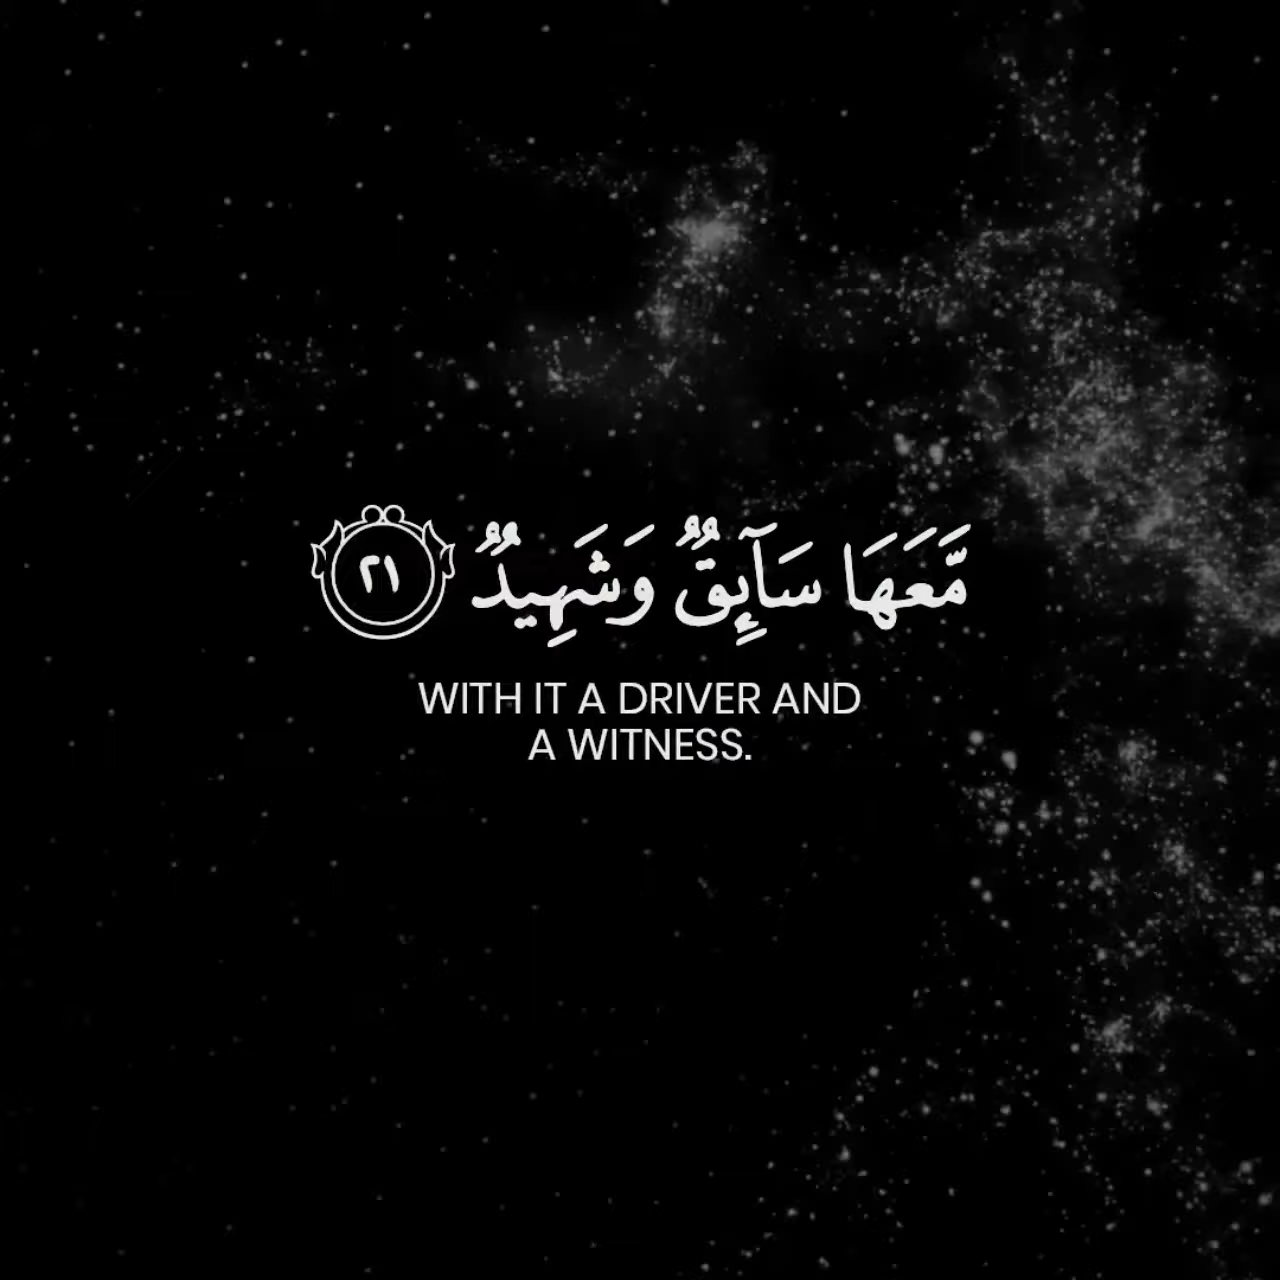 مَّعَهَا سَآئِقٌ وَشَهِيدٌ ٢١
WITH IT A DRIVER AND
A WITNESS.